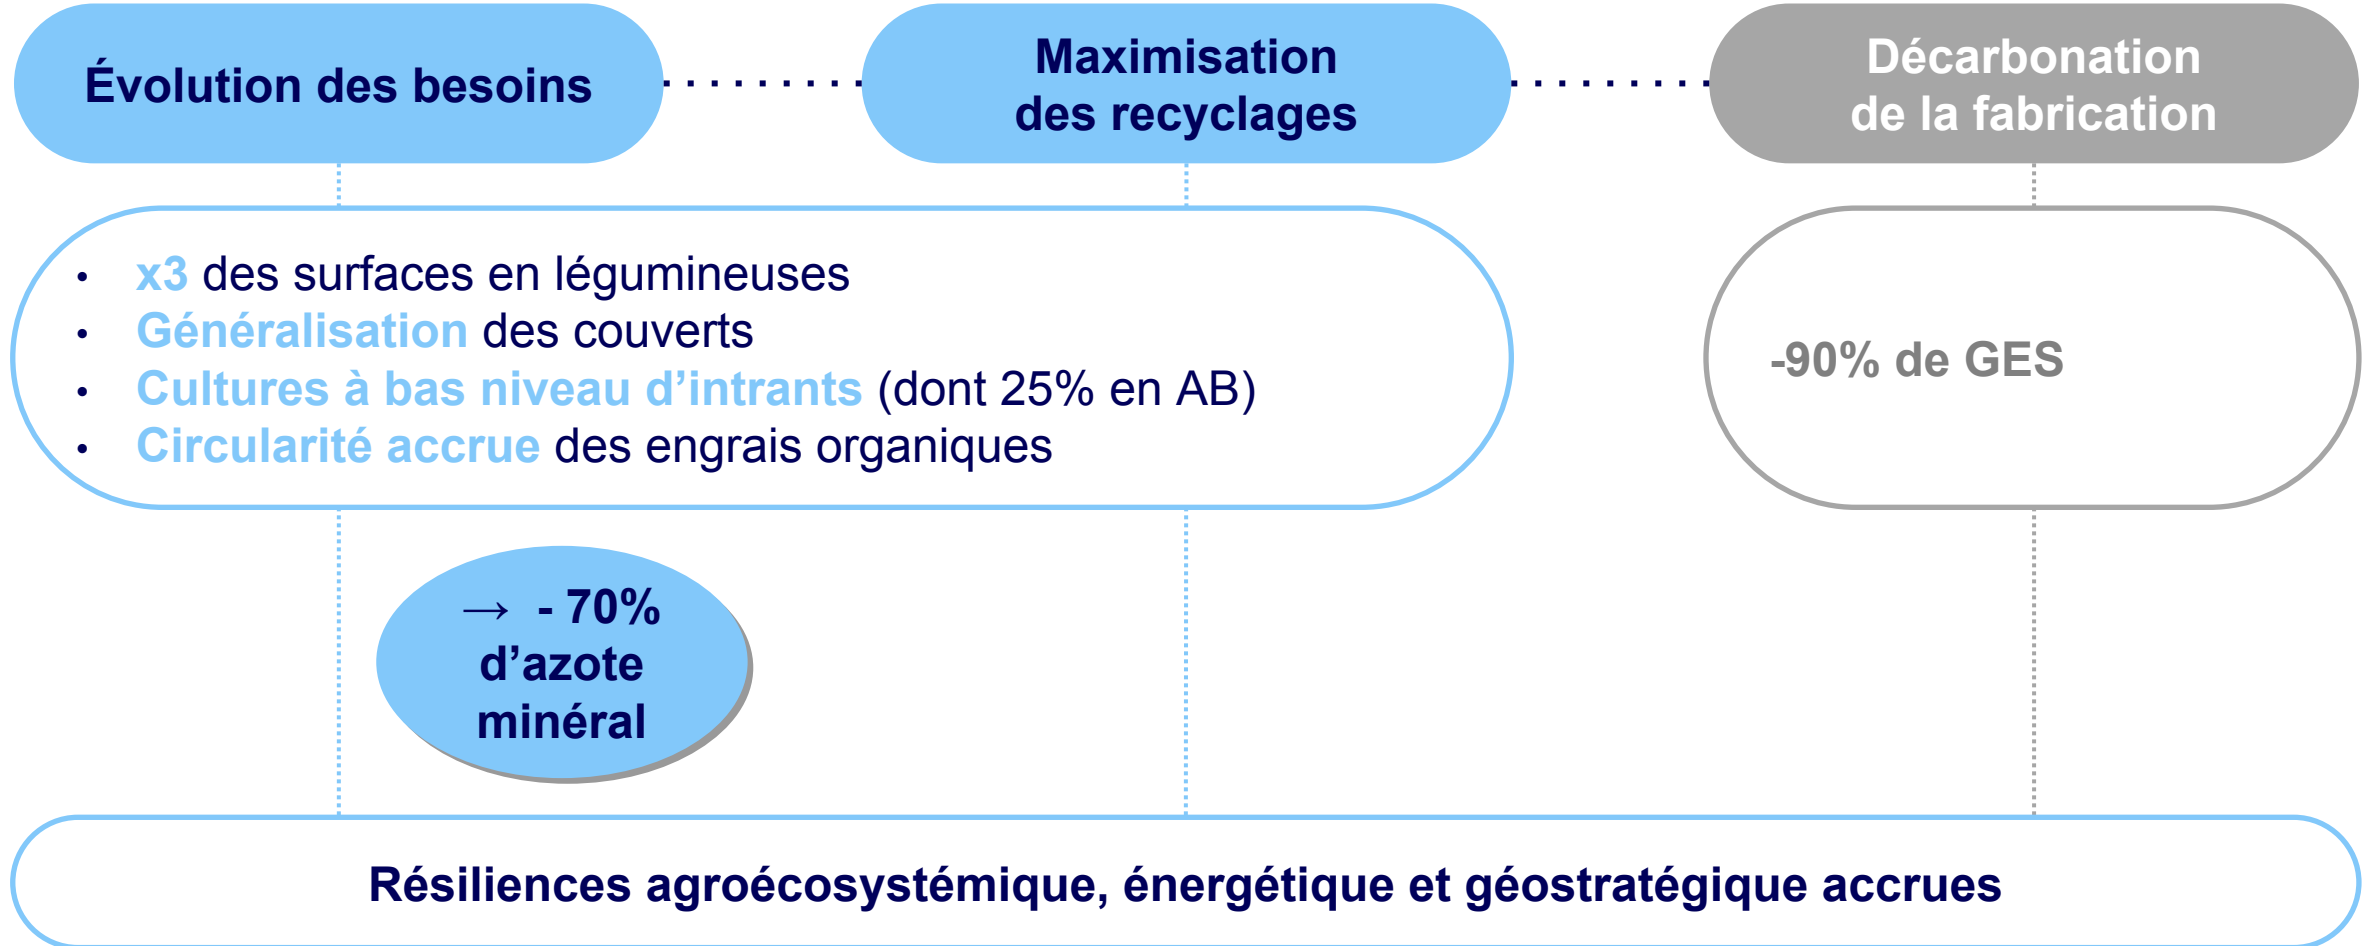 Évolution des besoins
Maximisation
des recyclages
Décarbonation
de la fabrication
• x3 des surfaces en légumineuses
• Généralisation des couverts
• Cultures à bas niveau d’intrants (dont 25% en AB)
• Circularité accrue des engrais organiques
-90% de GES
→ - 70%
d’azote
minéral
Résiliences agroécosystémique, énergétique et géostratégique accrues